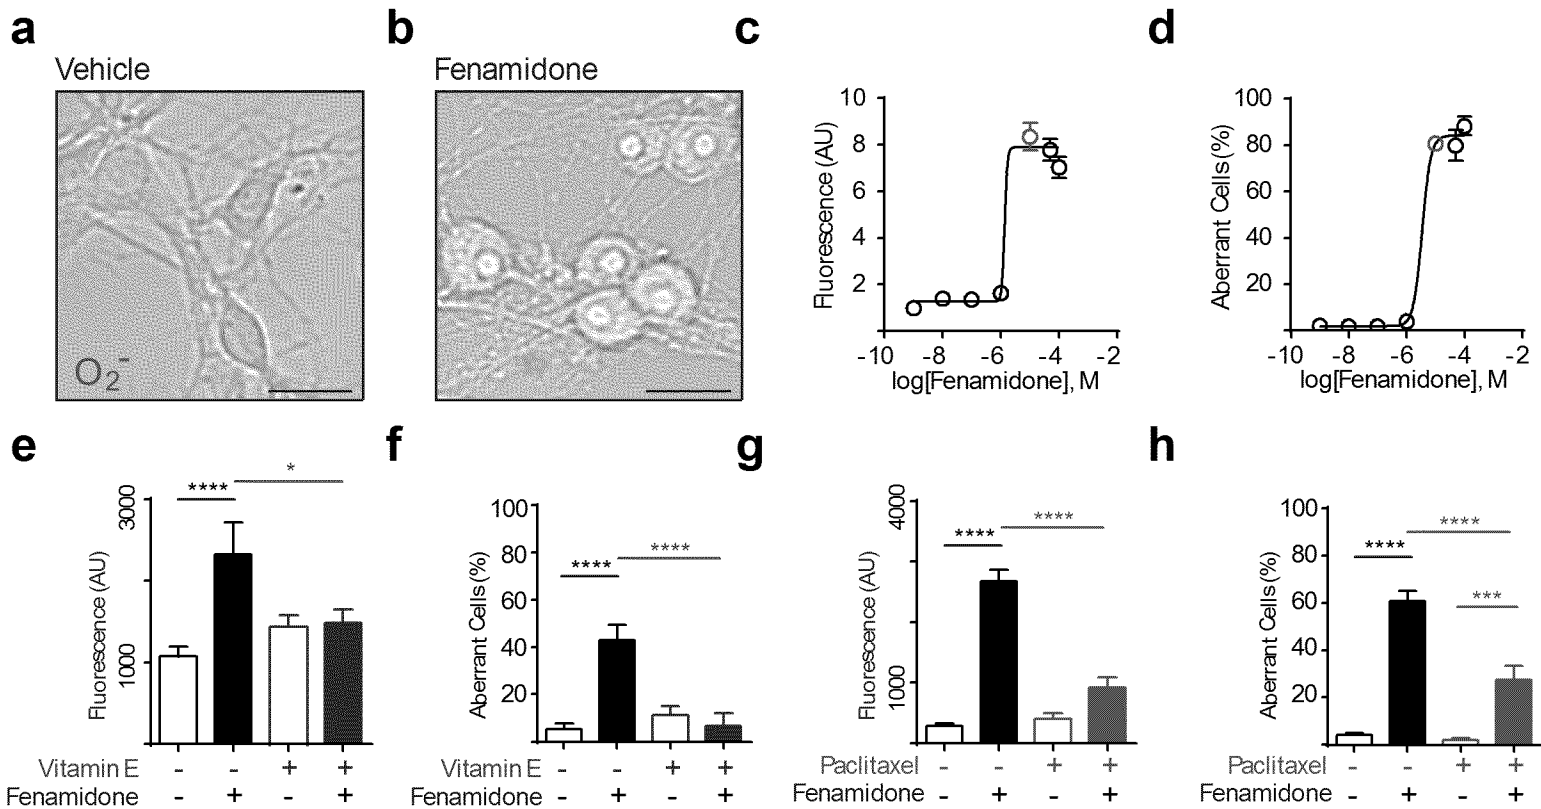 a
b
c
d
Vehicle
Fenamidone
O2-
10
8
6
4
2
Fluorescence (AU)
-10 -8 -6 -4 -2
log[Fenamidone], M
100
80
60
40
20
Aberrant Cells (%)
-10 -8 -6 -4 -2
log[Fenamidone], M
e
f
g
h
3000
1000
Fluorescence (AU)
**** *
Vitamin E - - + +
Fenamidone - + - +
100
80
60
40
20
Aberrant Cells (%)
**** ****
Vitamin E - - + +
Fenamidone - + - +
4000
1000
Fluorescence (AU)
**** ****
Paclitaxel - - + +
Fenamidone - + - +
100
80
60
40
20
Aberrant Cells (%)
****
**** ***
Paclitaxel - - + +
Fenamidone - + - +